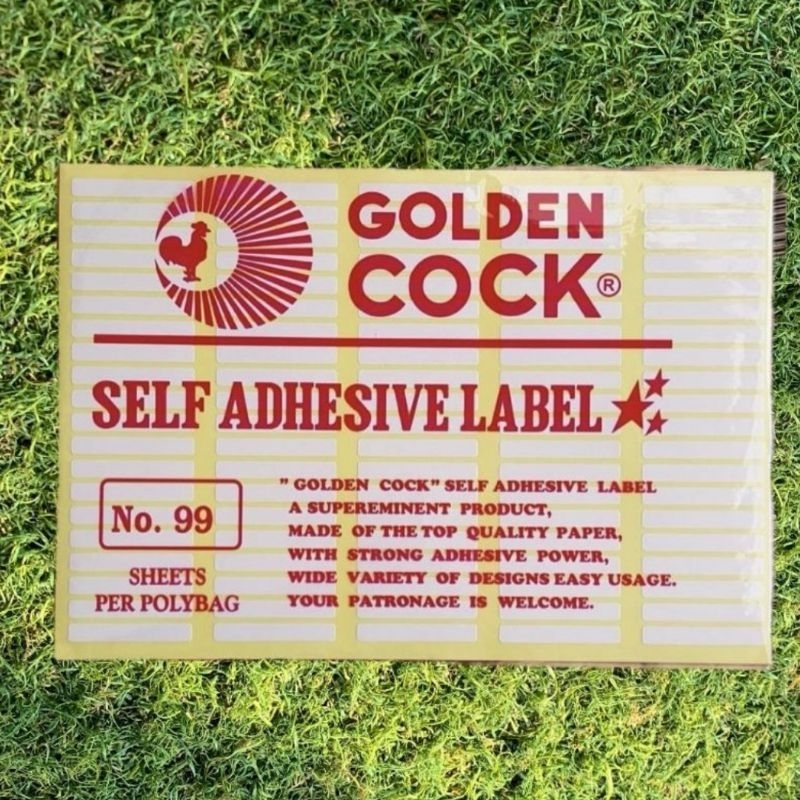 GOLDEN
COCK®
SELF ADHESIVE LABEL
No. 99
SHEETS
PER POLYBAG
" GOLDEN COCK" SELF ADHESIVE LABEL
A SUPEREMINENT PRODUCT,
MADE OF THE TOP QUALITY PAPER,
WITH STRONG ADHESIVE POWER,
WIDE VARIETY OF DESIGNS EASY USAGE.
YOUR PATRONAGE IS WELCOME.